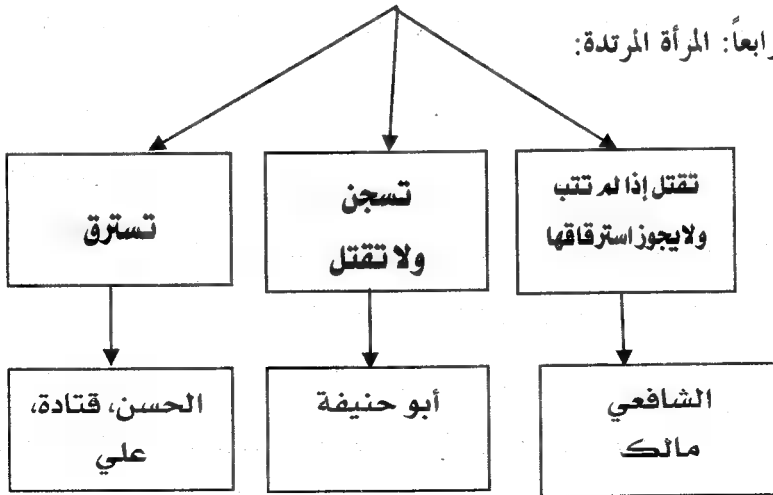 رابعاً: المرأة المرتدة:
تقتل إذا لم تتب
ولا يجوز استرقاقها
تسجن
ولا تقتل
تسترق
الشافعي
مالك
أبو حنيفة
الحسن، قتادة،
علي